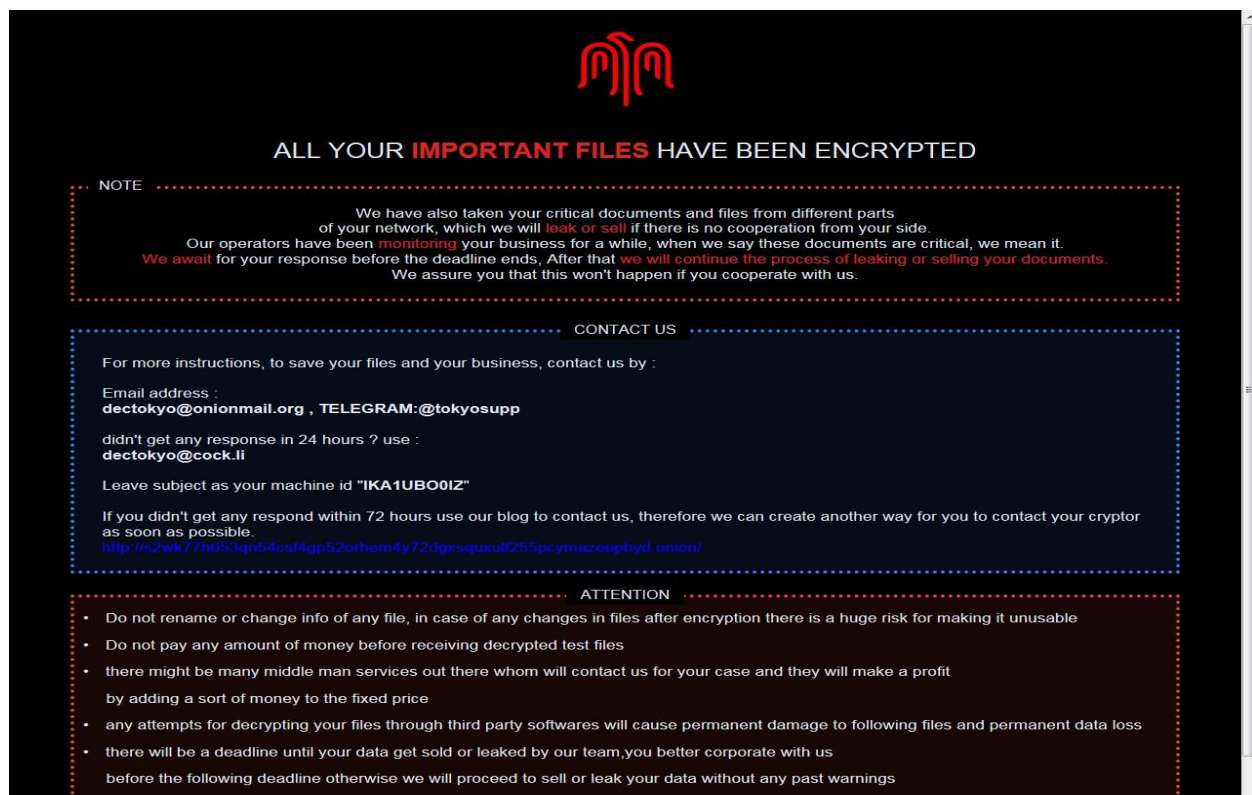 ALL YOUR IMPORTANT FILES HAVE BEEN ENCRYPTED
NOTE
We have also taken your critical documents and files from different parts
of your network, which we will leak or sell if there is no cooperation from your side.
Our operators have been monitoring your business for a while, when we say these documents are critical, we mean it.
We await for your response before the deadline ends, After that we will continue the process of leaking or selling your documents.
We assure you that this won't happen if you cooperate with us.
CONTACT US
For more instructions, to save your files and your business, contact us by :
Email address :
dectokyo@onionmail.org , TELEGRAM:@tokyosupp
didn't get any response in 24 hours ? use :
dectokyo@cock.li
Leave subject as your machine id "IKA1UBO0IZ"
If you didn't get any respond within 72 hours use our blog to contact us, therefore we can create another way for you to contact your cryptor
as soon as possible.
ATTENTION
• Do not rename or change info of any file, in case of any changes in files after encryption there is a huge risk for making it unusable
• Do not pay any amount of money before receiving decrypted test files
• there might be many middle man services out there whom will contact us for your case and they will make a profit
by adding a sort of money to the fixed price
• any attempts for decrypting your files through third party softwares will cause permanent damage to following files and permanent data loss
• there will be a deadline until your data get sold or leaked by our team,you better corporate with us
before the following deadline otherwise we will proceed to sell or leak your data without any past warnings